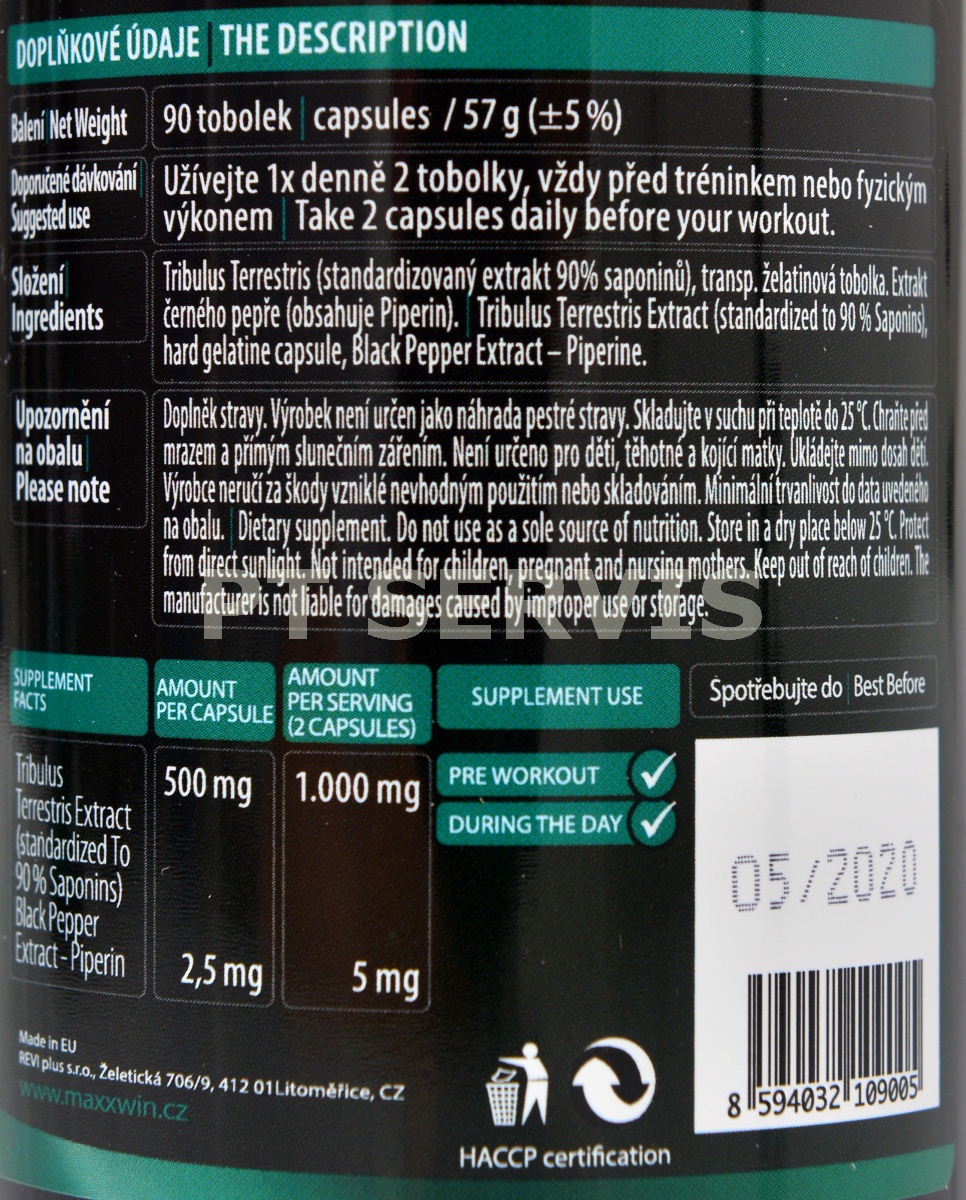 DOPLŇKOVÉ ÚDAJE | THE DESCRIPTION
Balení | Net Weight
90 tobolek | capsules / 57 g (±5 %)
Doporučené dávkování |
Suggested use
Užívejte 1x denně 2 tobolky, vždy před tréninkem nebo fyzickým
výkonem | Take 2 capsules daily before your workout.
Složení |
Ingredients
Tribulus Terrestris (standardizovaný extrakt 90% saponinů), transp. želatinová tobolka. Extrakt
černého pepře (obsahuje Piperin). | Tribulus Terrestris Extract (standardized to 90 % Saponins),
hard gelatine capsule, Black Pepper Extract – Piperine.
Upozornění
na obalu |
Please note
Doplněk stravy. Výrobek není určen jako náhrada pestré stravy. Skladujte v suchu při teplotě do 25 °C. Chraňte před
mrazem a přímým slunečním zářením. Není určeno pro děti, těhotné a kojící matky. Ukládejte mimo dosah dětí.
Výrobce neručí za škody vzniklé nevhodným použitím nebo skladováním. Minimální trvanlivost do data uvedeného
na obalu. | Dietary supplement. Do not use as a sole source of nutrition. Store in a dry place below 25 °C. Protect
from direct sunlight. Not intended for children, pregnant and nursing mothers. Keep out of reach of children. The
manufacturer is not liable for damages caused by improper use or storage.
PT SERVIS
SUPPLEMENT
FACTS
AMOUNT
PER CAPSULE
AMOUNT
PER SERVING
(2 CAPSULES)
SUPPLEMENT USE
Spotřebujte do | Best Before
Tribulus
Terrestris Extract
(standardized To
90 % Saponins)
500 mg
1.000 mg
Black Pepper
Extract – Piperin
2,5 mg
5 mg
PRE WORKOUT
DURING THE DAY
05/2020
8 594032 109005
Made in EU
REVI plus s.r.o., Želetická 706/9, 412 01 Litoměřice, CZ
www.maxxwin.cz
HACCP certification